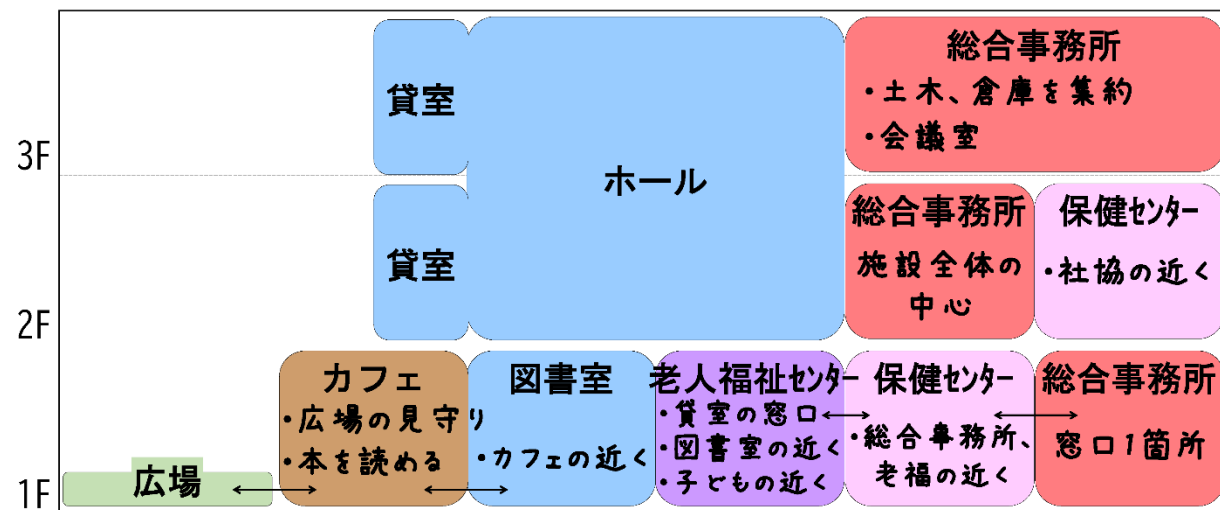 3F
貸室
ホール
総合事務所
・土木、倉庫を集約
・会議室
2F
貸室
総合事務所
施設全体の
中心
保健ｾﾝﾀｰ
・社協の近く
1F
広場
カフェ
・広場の見守り
・本を読める
図書室
・カフェの近く
老人福祉ｾﾝﾀｰ
・貸室の窓口
・図書室の近く
・子どもの近く
保健ｾﾝﾀｰ
・総合事務所、
老福の近く
総合事務所
窓口1箇所